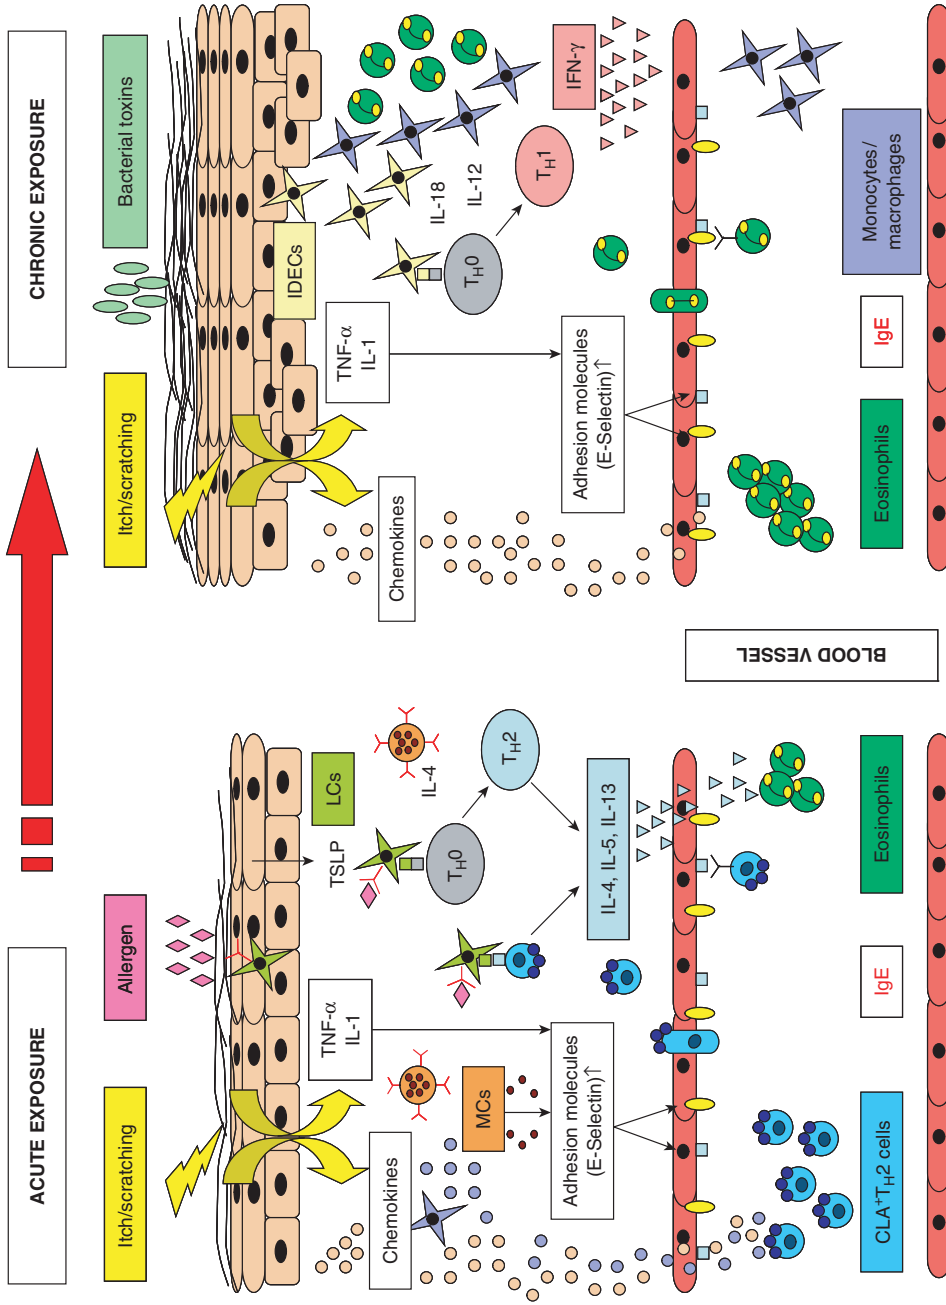 ACUTE EXPOSURE
CHRONIC EXPOSURE
Itch/scratching
Allergen
TNF-α
IL-1
Chemokines
MCs
Adhesion molecules
(E-Selectin)↑
LCs
TSLP
IL-4
TH0
TH2
IL-4, IL-5, IL-13
CLA+TH2 cells
IgE
Eosinophils
BLOOD VESSEL
Itch/scratching
Bacterial toxins
IDECs
TNF-α
IL-1
Chemokines
Adhesion molecules
(E-Selectin)↑
IL-18
IL-12
TH0
TH1
IFN-γ
Eosinophils
IgE
Monocytes/
macrophages